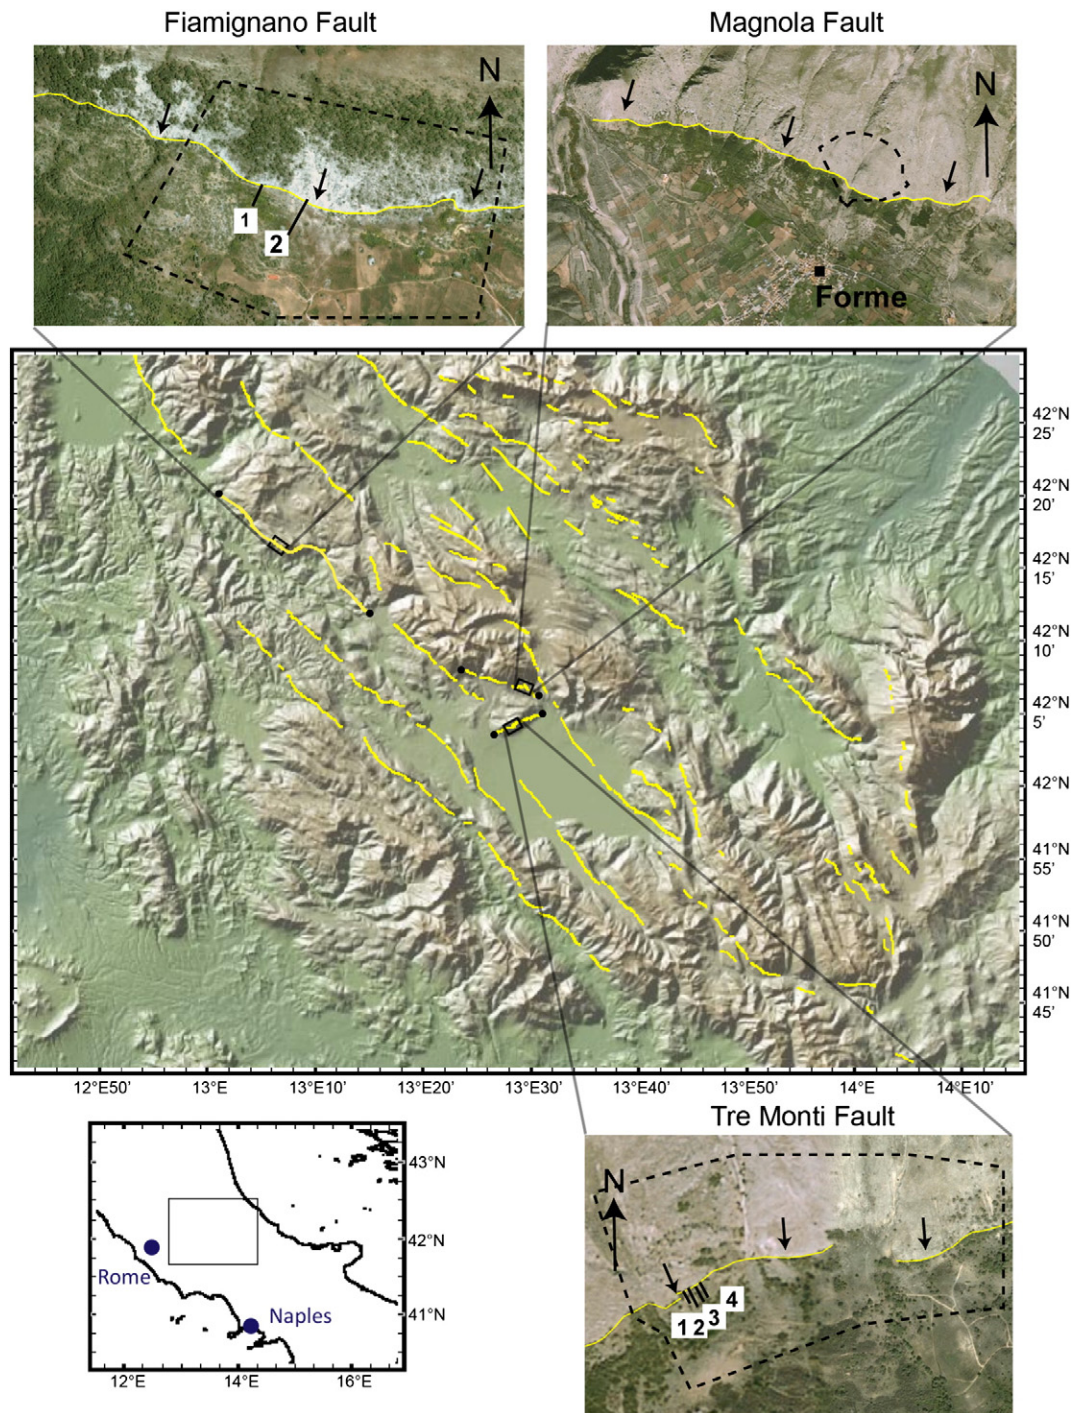 Fiamignano Fault
Magnola Fault
N
1
2
N
Forme
42°N
25'
42°N
20'
42°N
15'
42°N
10'
42°N
5'
42°N
41°N
55'
41°N
50'
41°N
45'
12°E50'
13°E
13°E10'
13°E20'
13°E30'
13°E40'
13°E50'
14°E
14°E10'
Tre Monti Fault
N
1 2 3 4
43°N
42°N
41°N
Rome
Naples
12°E
14°E
16°E